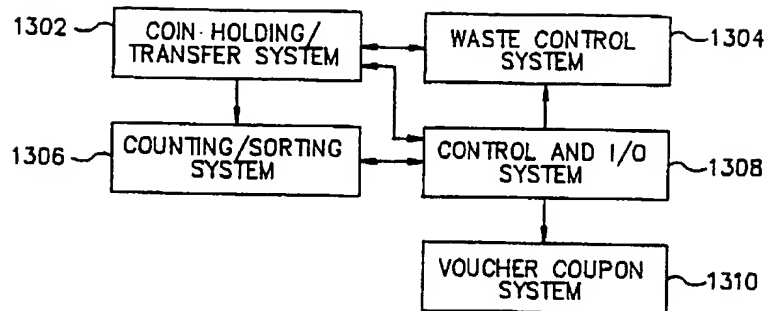 1302
COIN HOLDING/
TRANSFER SYSTEM
WASTE CONTROL
SYSTEM
1304
1306
COUNTING/SORTING
SYSTEM
CONTROL AND I/O
SYSTEM
1308
VOUCHER COUPON
SYSTEM
1310